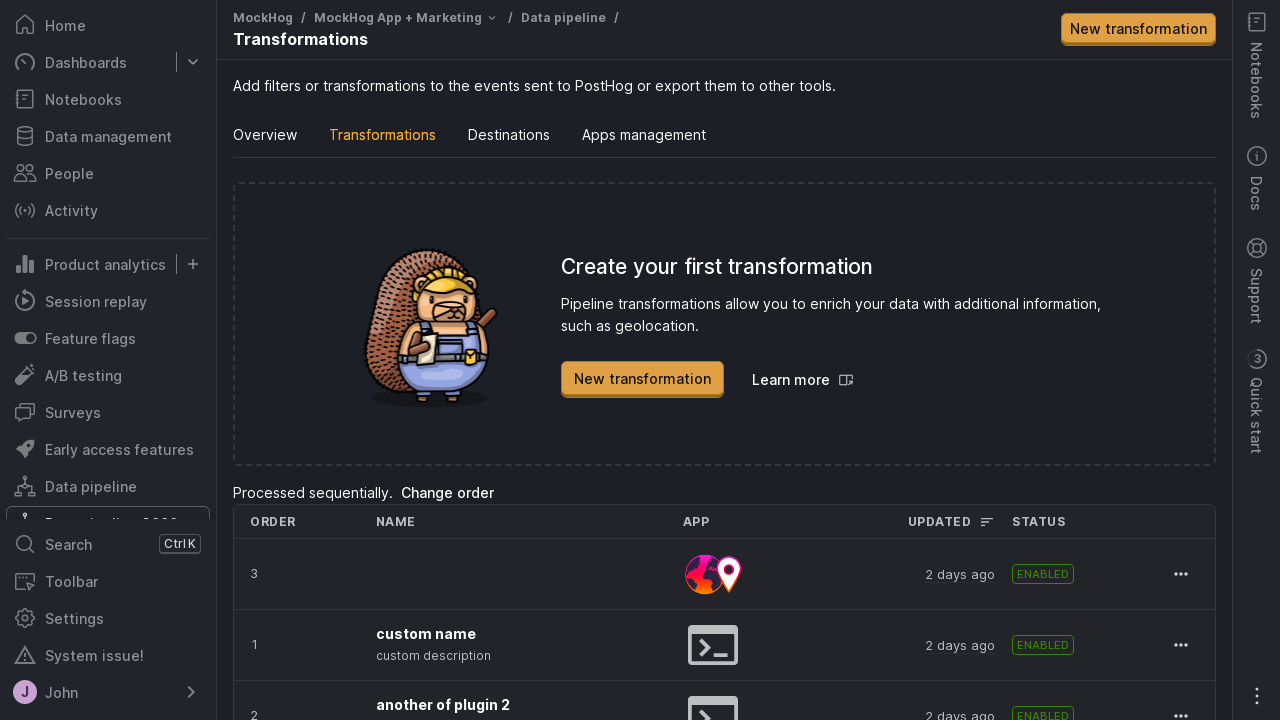 Home
Dashboards
Notebooks
Data management
People
Activity
Product analytics
Session replay
Feature flags
A/B testing
Surveys
Early access features
Data pipeline
Search
Ctrl K
Toolbar
Settings
System issue!
J
John
MockHog / MockHog App + Marketing / Data pipeline /
Transformations
New transformation
Add filters or transformations to the events sent to PostHog or export them to other tools.
Overview
Transformations
Destinations
Apps management
Create your first transformation
Pipeline transformations allow you to enrich your data with additional information,
such as geolocation.
New transformation
Learn more
Processed sequentially. Change order
ORDER NAME APP UPDATED STATUS
3 2 days ago ENABLED
1 custom name 2 days ago ENABLED
custom description
another of plugin 2
2 2 days ago ENABLED
Notebooks
Docs
Support
3
Quick start